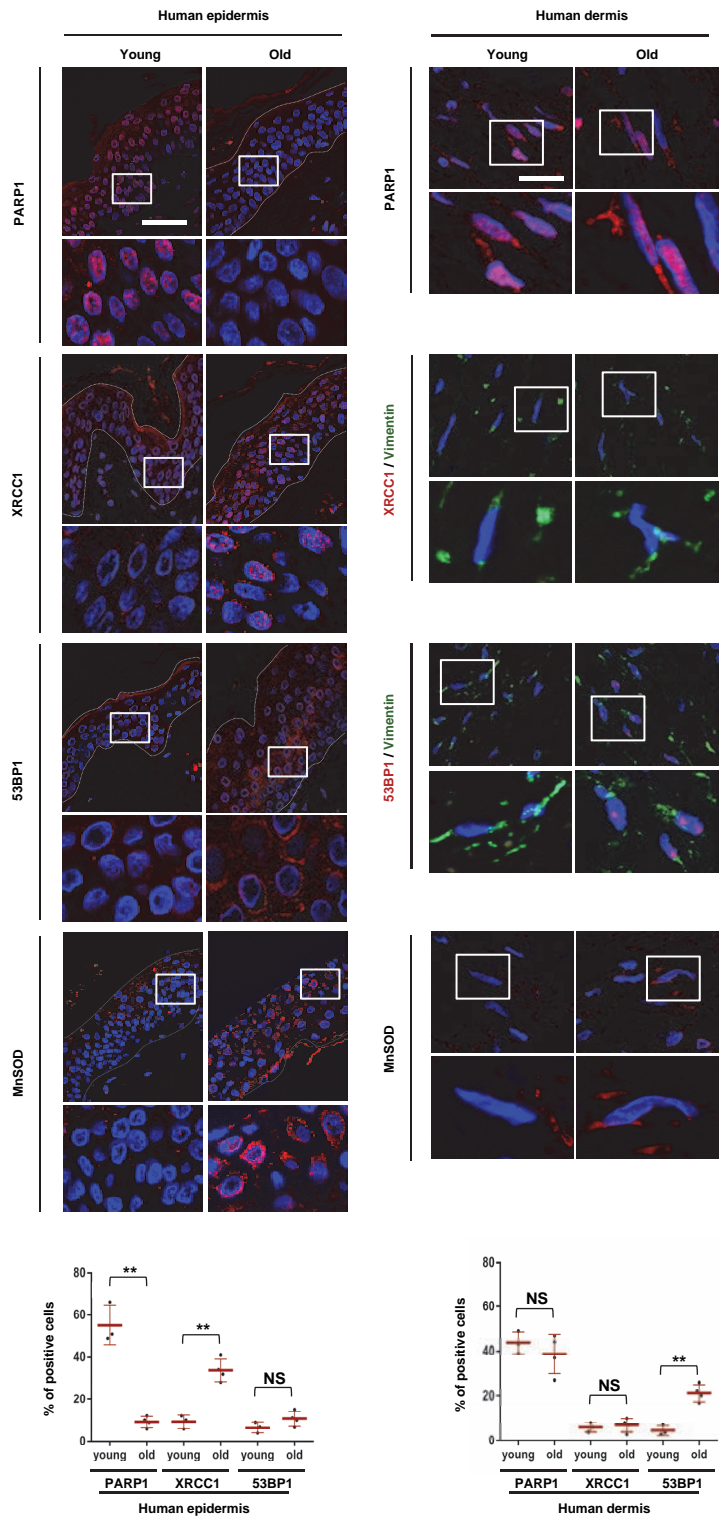 Human epidermis
Young
Old
PARP1
XRCC1
53BP1
MnSOD
% of positive cells
80
60
40
20
0
**
**
NS
young old young old young old
PARP1 XRCC1 53BP1
Human epidermis
Human dermis
Young
Old
PARP1
XRCC1 / Vimentin
53BP1 / Vimentin
MnSOD
% of positive cells
80
60
40
20
0
NS
NS
**
young old young old young old
PARP1 XRCC1 53BP1
Human dermis